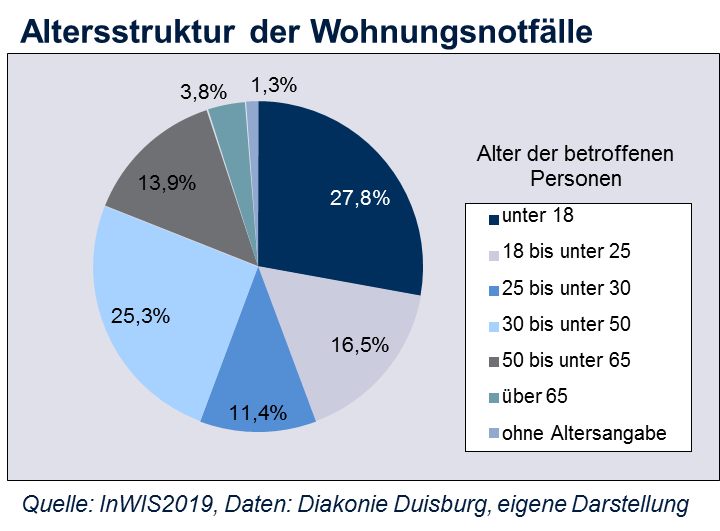 Altersstruktur der Wohnungsnotfälle
3,8%
1,3%
27,8%
13,9%
25,3%
16,5%
11,4%
Alter der betroffenen
Personen
unter 18
18 bis unter 25
25 bis unter 30
30 bis unter 50
50 bis unter 65
über 65
ohne Altersangabe
Quelle: InWIS2019, Daten: Diakonie Duisburg, eigene Darstellung